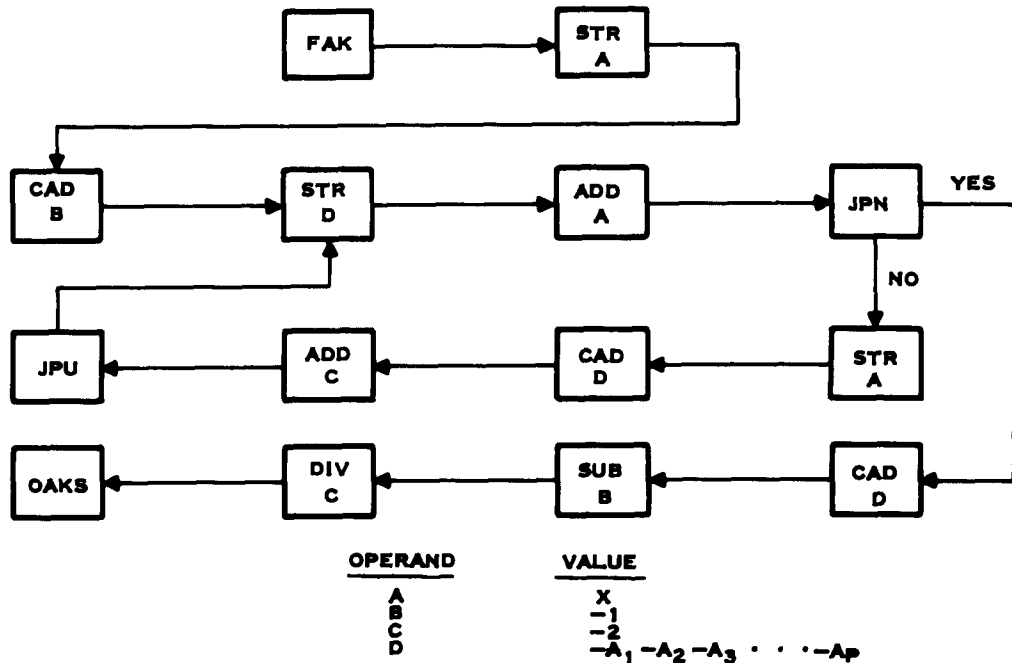 FAK
STR
A
CAD
B
STR
D
ADD
A
JPN
YES
NO
JPU
ADD
C
CAD
D
STR
A
OAKS
DIV
C
SUB
B
CAD
D
OPERAND VALUE
A X
B -1
C -2
D -A₁ -A₂ -A₃ · · · · -Aₚ